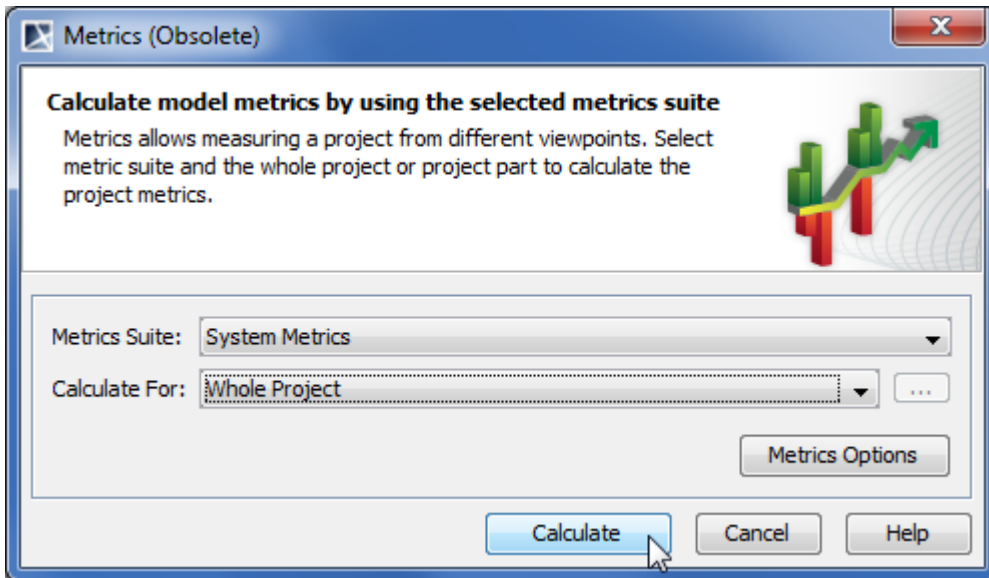 Metrics (Obsolete)
Calculate model metrics by using the selected metrics suite
Metrics allows measuring a project from different viewpoints. Select
metric suite and the whole project or project part to calculate the
project metrics.
Metrics Suite: System Metrics
Calculate For: Whole Project ...
Metrics Options
Calculate Cancel Help